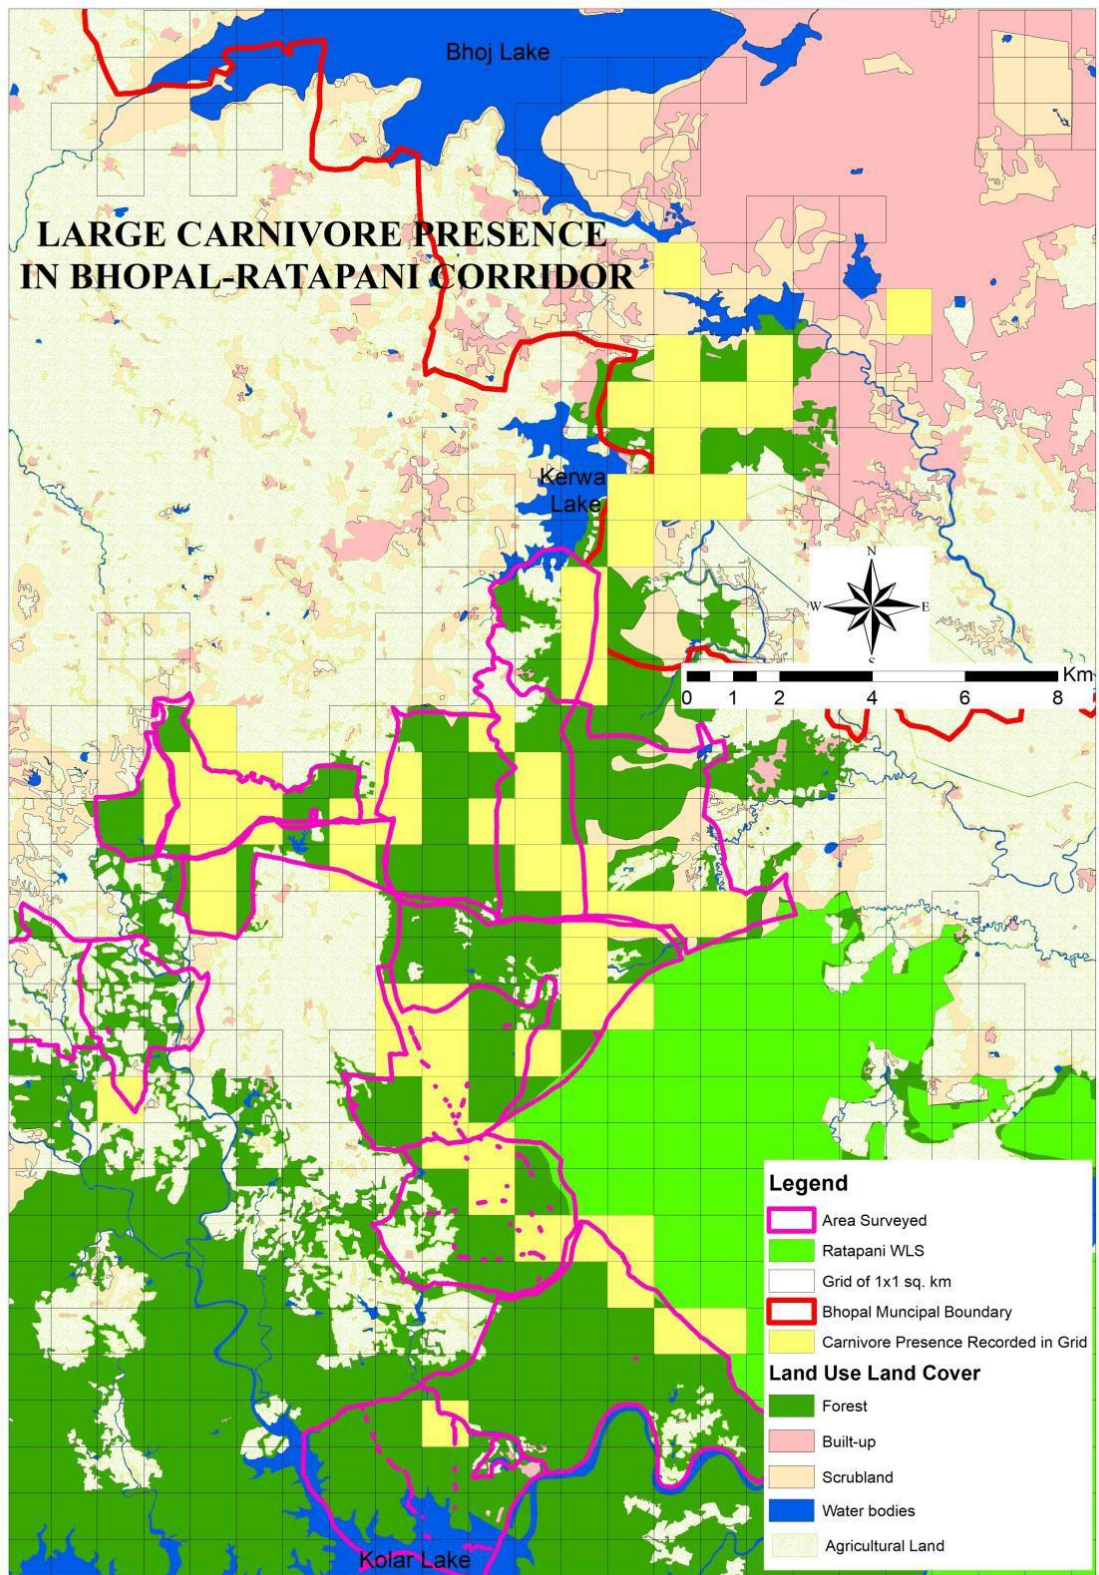 Bhoj Lake
LARGE CARNIVORE PRESENCE
IN BHOPAL-RATAPANI CORRIDOR
Kerwa
Lake
N
W
E
S
Km
0 1 2 4 6 8
Legend
Area Surveyed
Ratapani WLS
Grid of 1x1 sq. km
Bhopal Muncipal Boundary
Carnivore Presence Recorded in Grid
Land Use Land Cover
Forest
Built-up
Scrubland
Water bodies
Agricultural Land
Kolar Lake